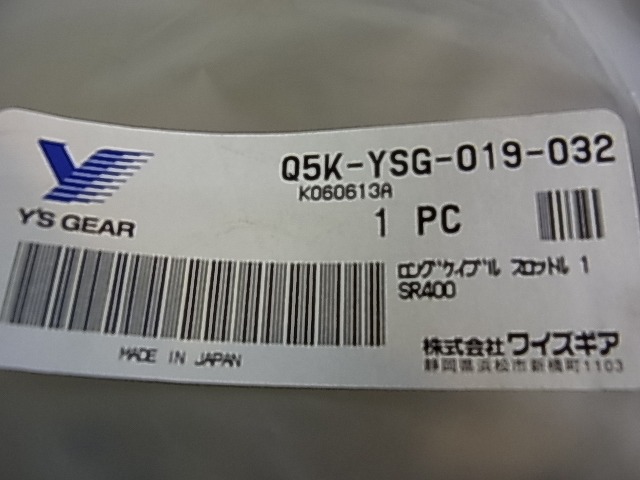 Q5K-YSG-019-032
K060613A
Y'S GEAR
1 PC
ロングケイブル スロットル 1
SR400
MADE IN JAPAN
株式会社ワイズギア
静岡県浜松市新橋町1103